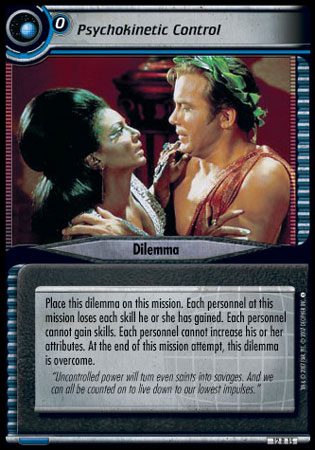 0
Psychokinetic Control
Dilemma
Place this dilemma on this mission. Each personnel at this
mission loses each skill he or she has gained. Each personnel
cannot gain skills. Each personnel cannot increase his or her
attributes. At the end of this mission attempt, this dilemma
is overcome.
"Uncontrolled power will turn even saints into savages. And we
can all be counted on to live down to our lowest impulses."
12 R 15